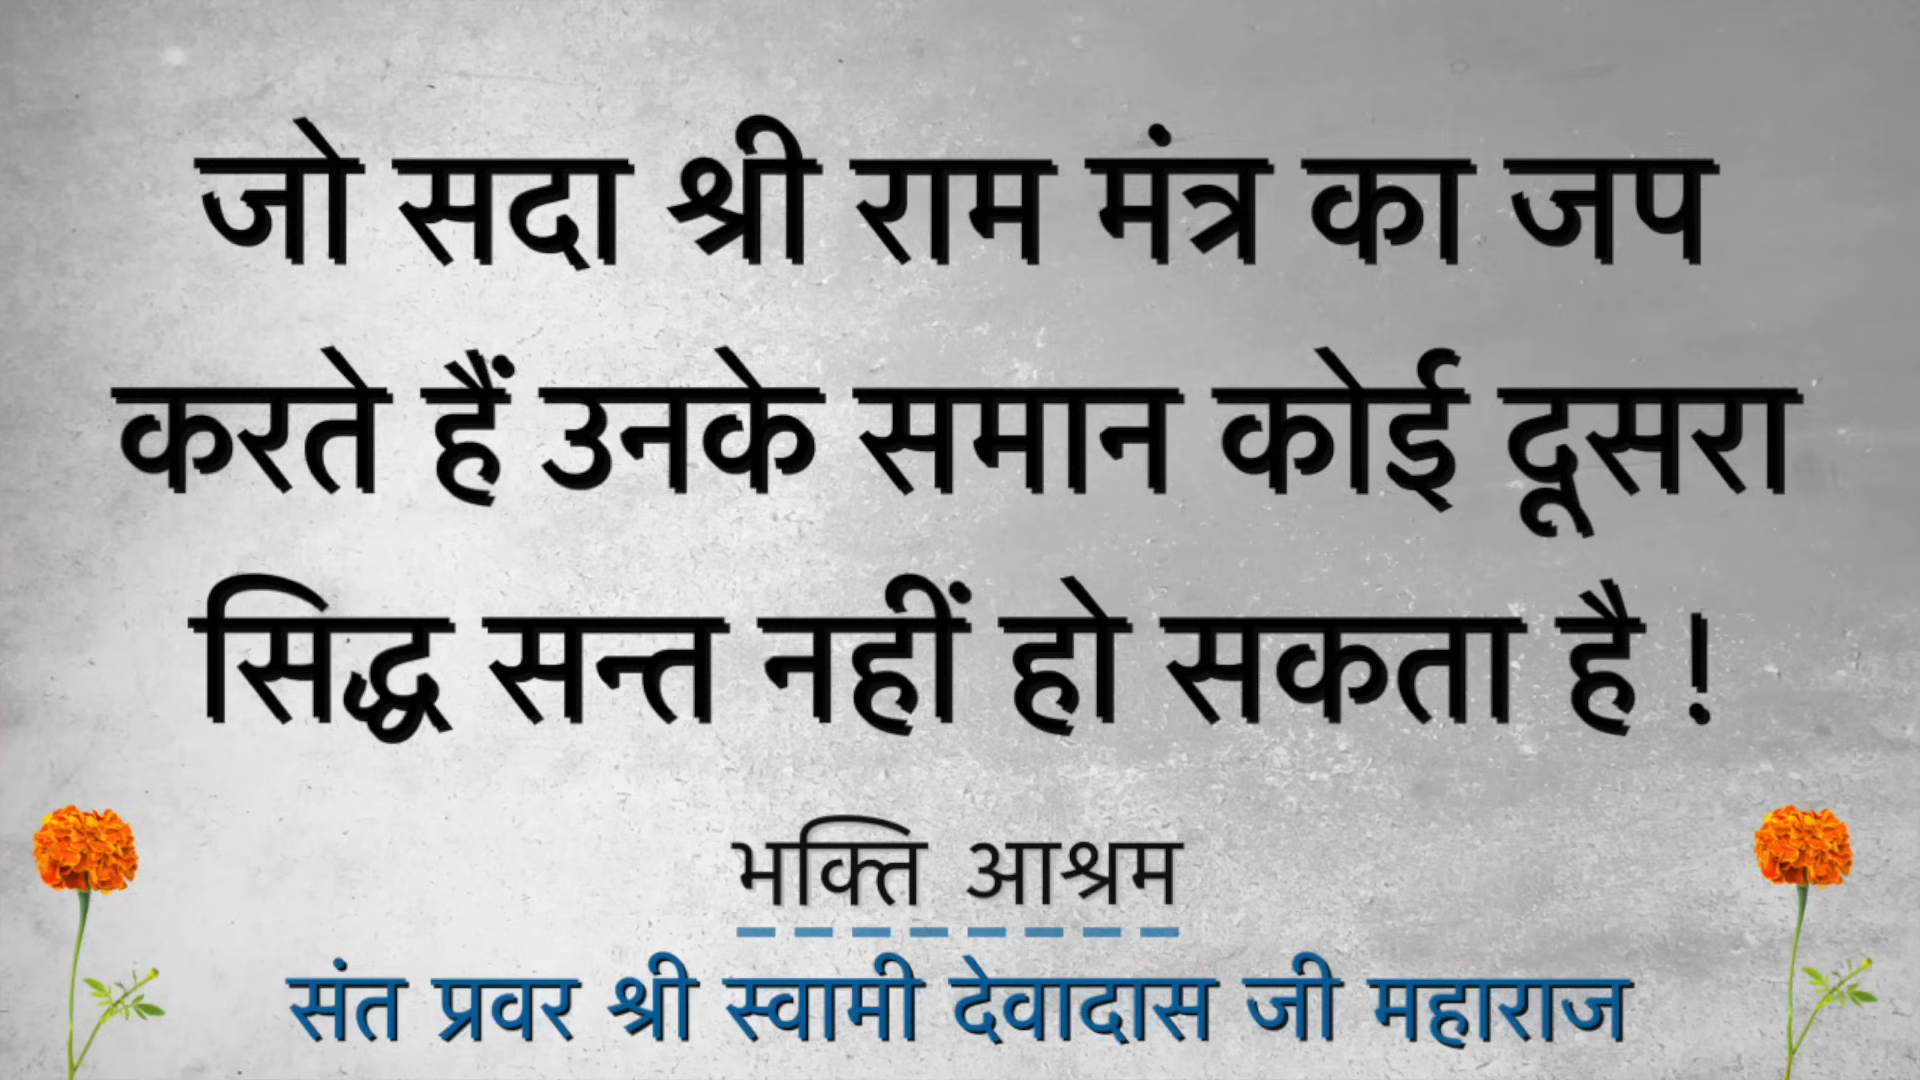 जो सदा श्री राम मंत्र का जप
करते हैं उनके समान कोई दूसरा
सिद्ध सन्त नहीं हो सकता है !
भक्ति आश्रम
संत प्रवर श्री स्वामी देवादास जी महाराज